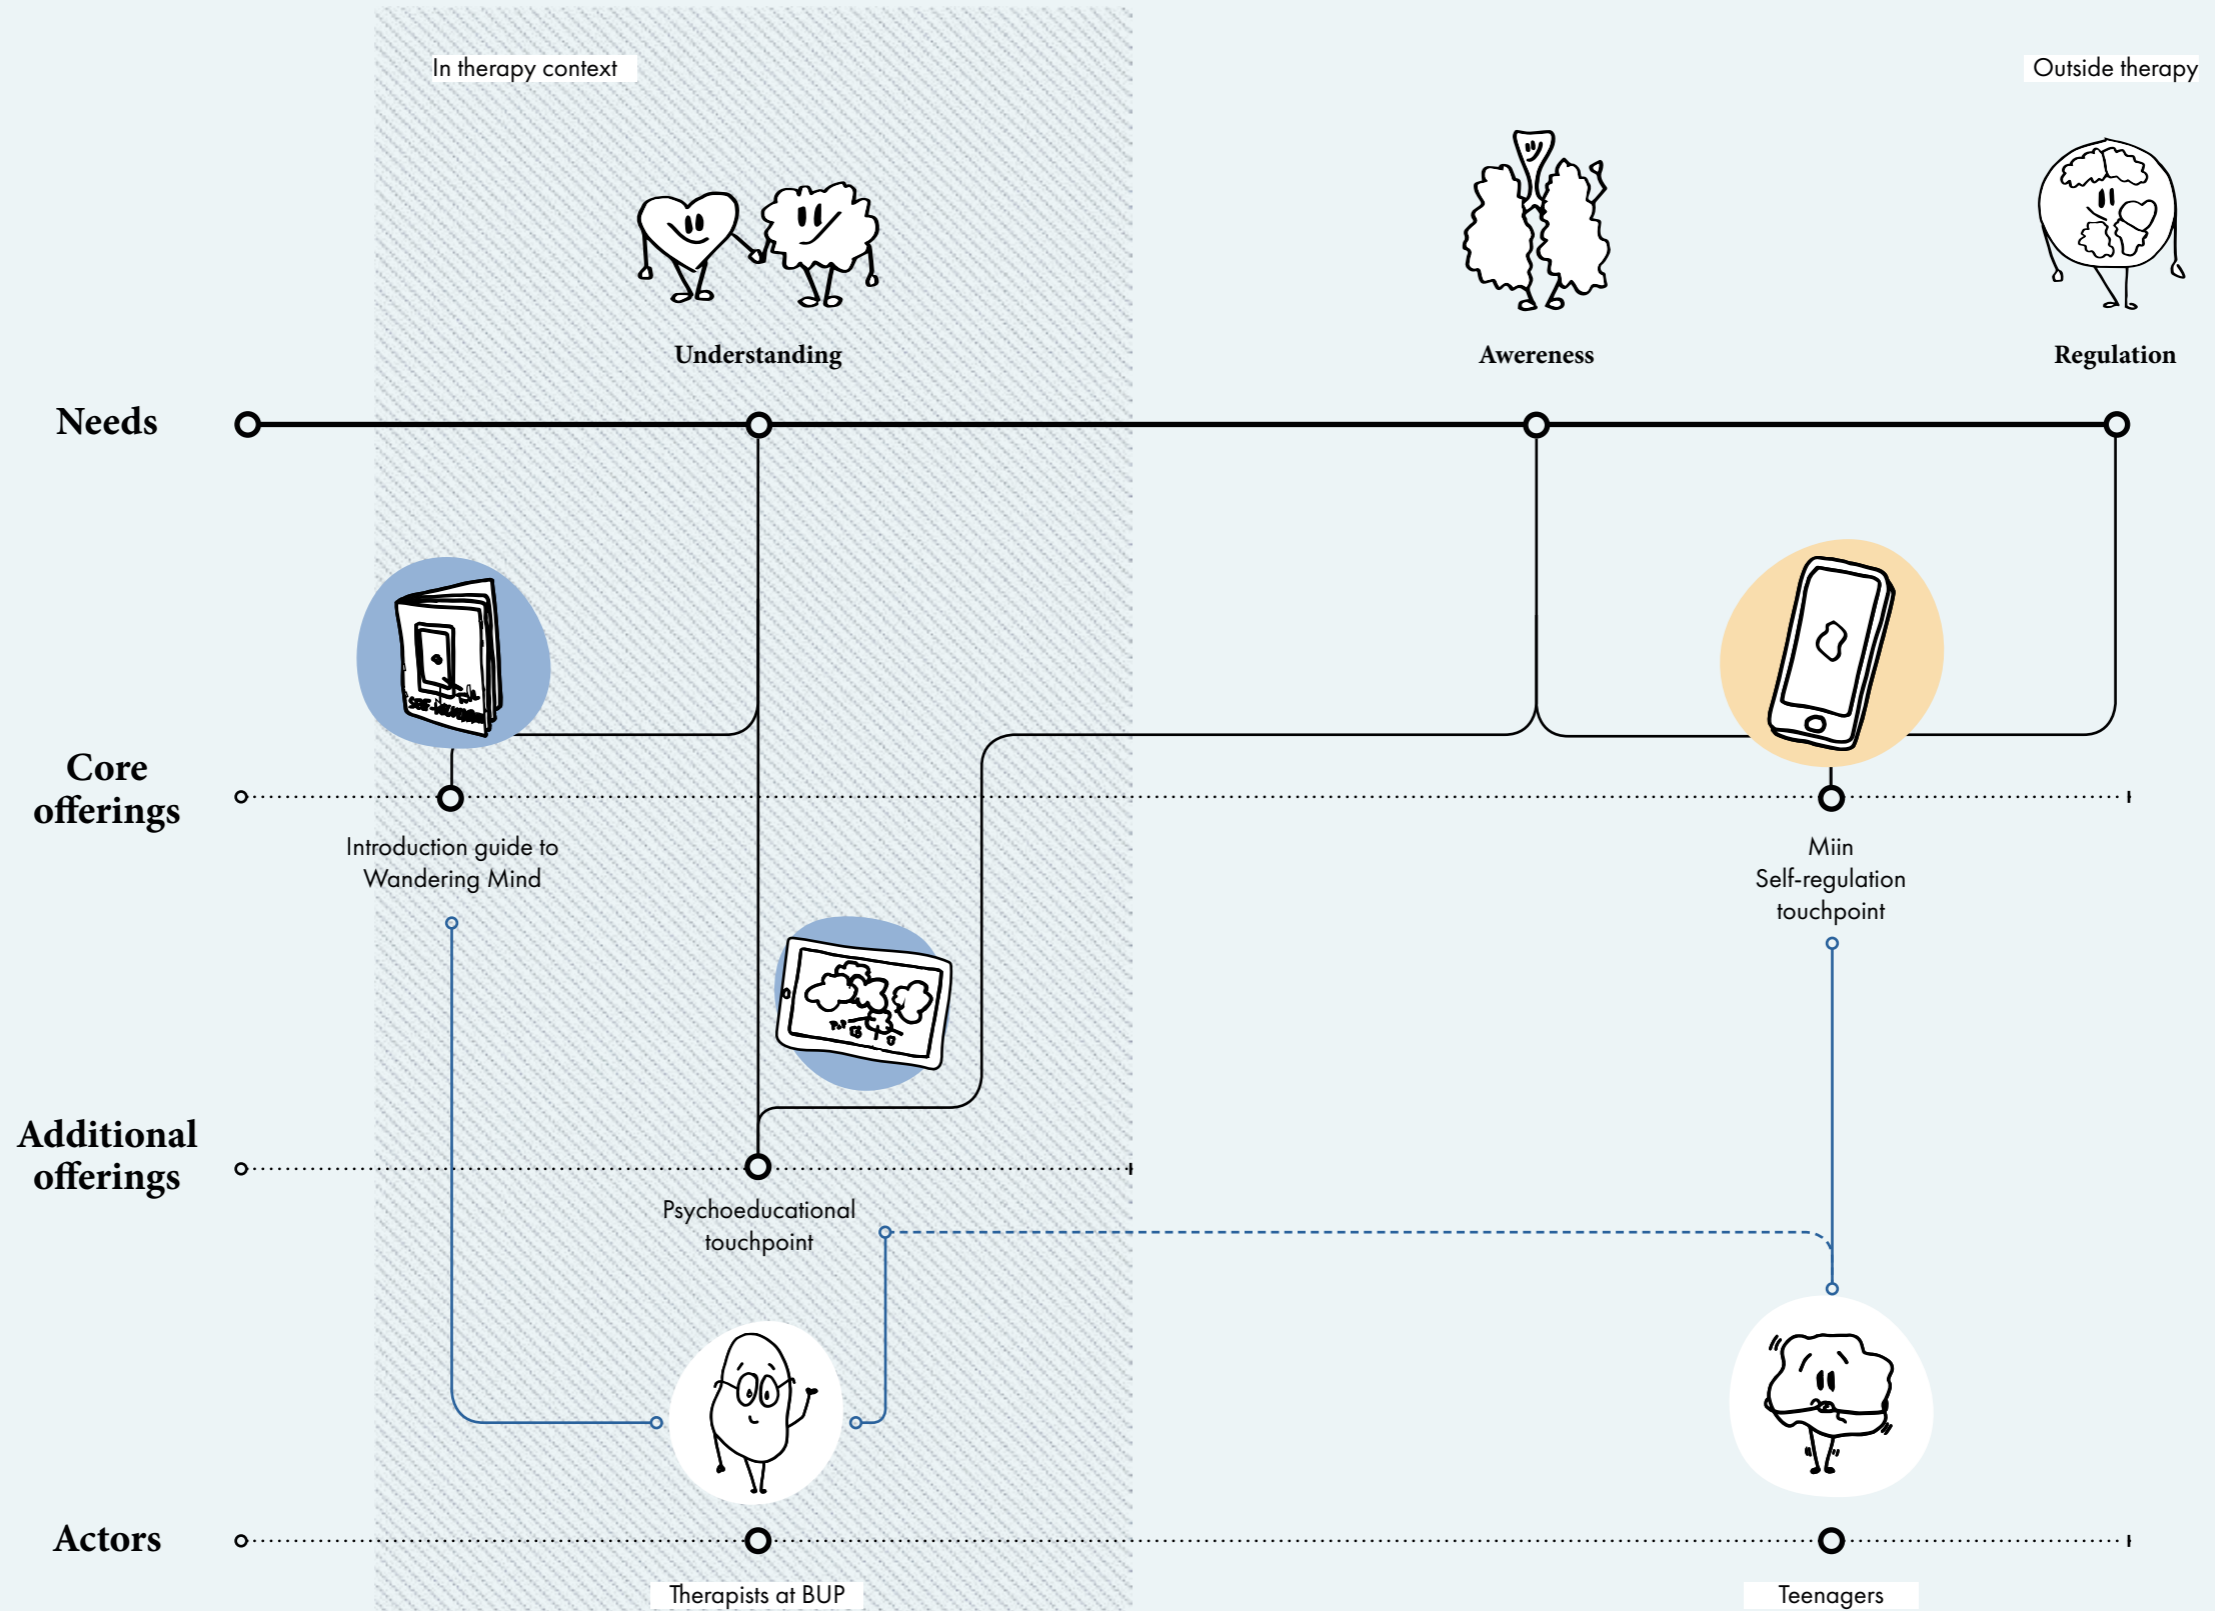 In therapy context
Outside therapy
Understanding
Awereness
Regulation
Needs
Core
offerings
Introduction guide to
Wandering Mind
Miin
Self-regulation
touchpoint
Additional
offerings
Psychoeducational
touchpoint
Actors
Therapists at BUP
Teenagers